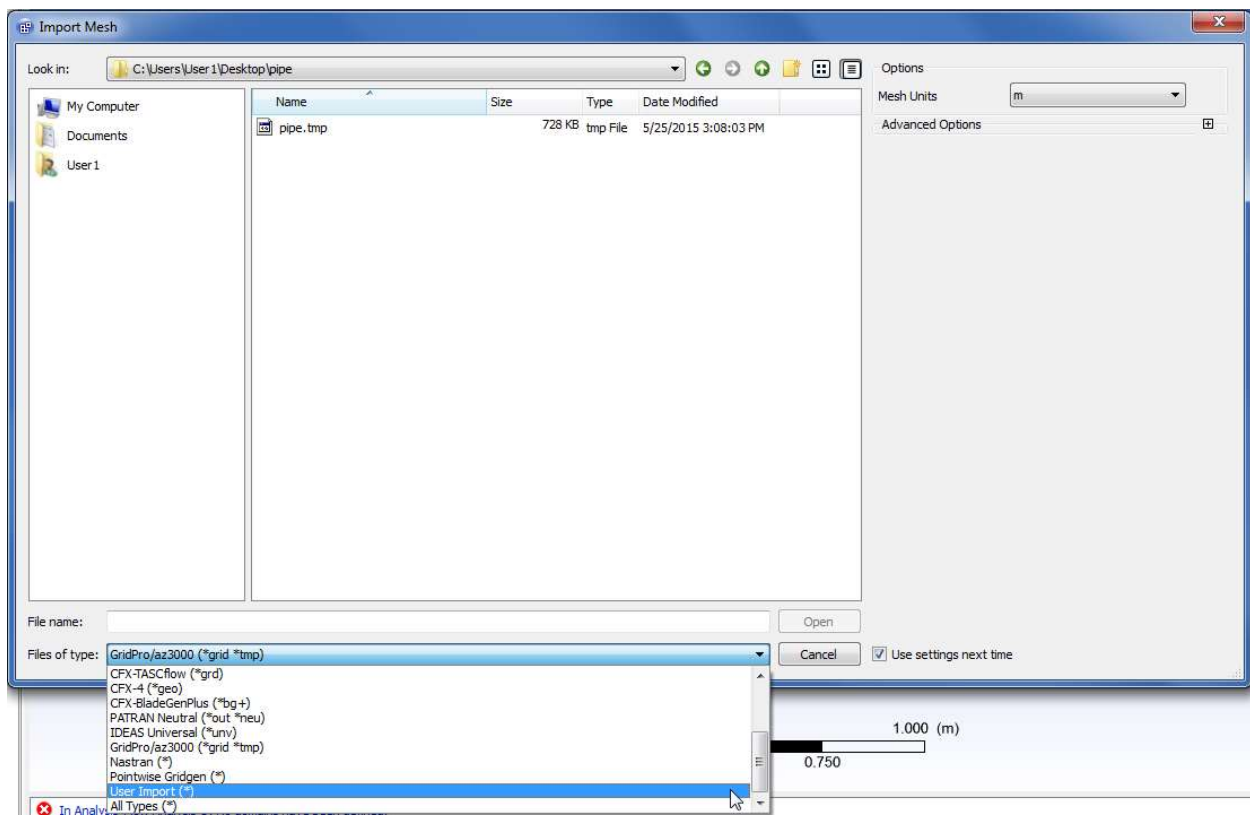 Import Mesh
Look in: C:\Users\User1\Desktop\pipe
My Computer
Documents
User1
Name Size Type Date Modified
pipe.tmp 728 KB tmp File 5/25/2015 3:08:03 PM
Options
Mesh Units m
Advanced Options
File name: Open
Files of type: GridPro/az3000 (*grid *tmp) Cancel Use settings next time
CFX-TASCflow (*grd)
CFX-4 (*geo)
CFX-BladeGenPlus (*bg+)
PATRAN Neutral (*out *neu)
IDEAS Universal (*unv)
GridPro/az3000 (*grid *tmp)
Nastran (*)
Pointwise Gridgen (*)
User Import (*)
All Types (*)
1.000 (m)
0.750
In Analy